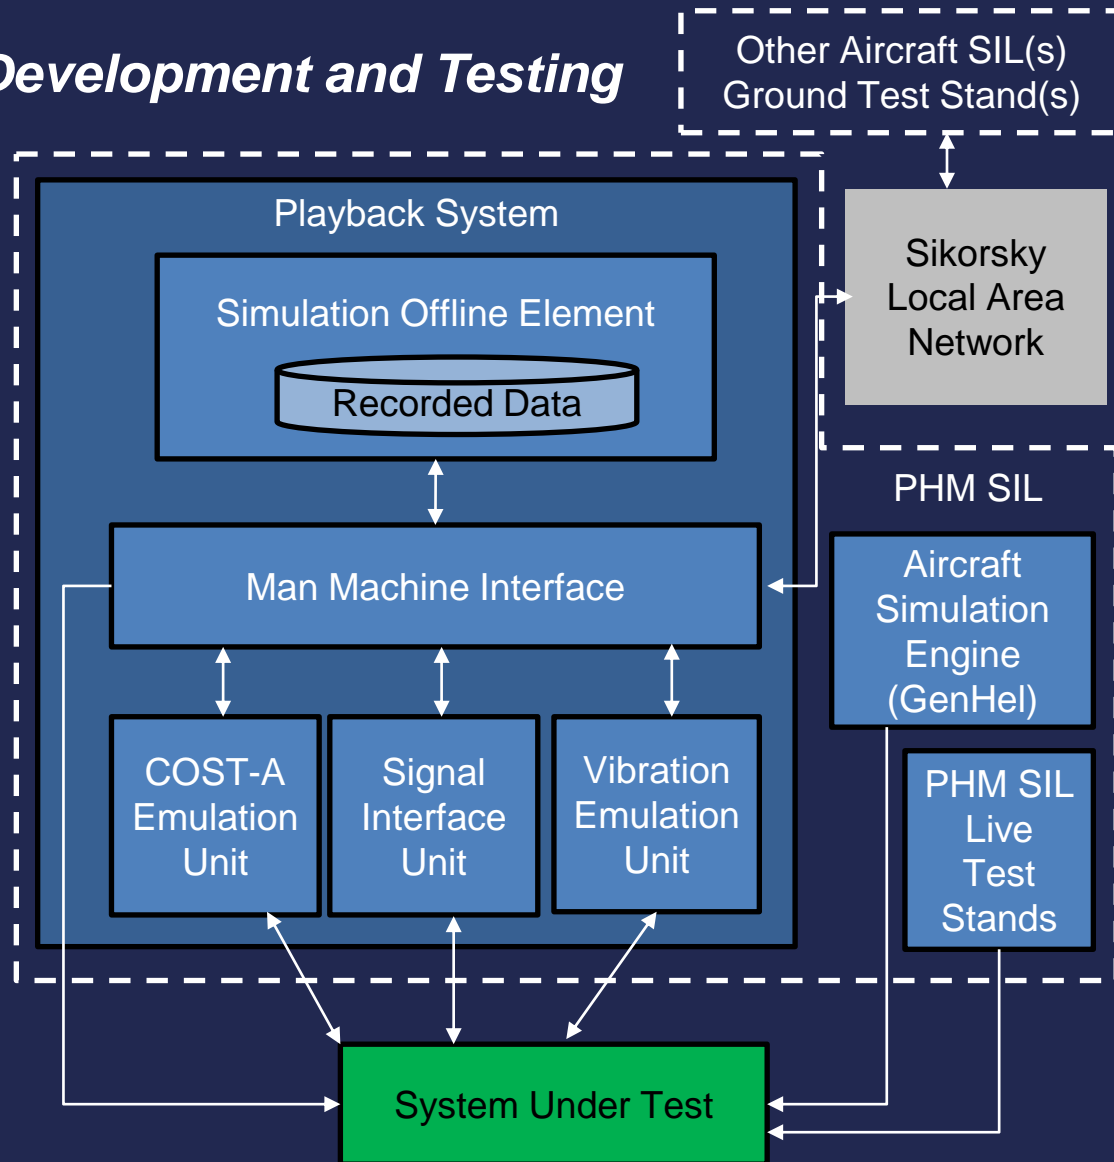 Development and Testing
Other Aircraft SIL(s)
Ground Test Stand(s)
Playback System
Simulation Offline Element
Recorded Data
Sikorsky
Local Area
Network
PHM SIL
Man Machine Interface
Aircraft
Simulation
Engine
(GenHel)
COST-A
Emulation
Unit
Signal
Interface
Unit
Vibration
Emulation
Unit
PHM SIL
Live
Test
Stands
System Under Test